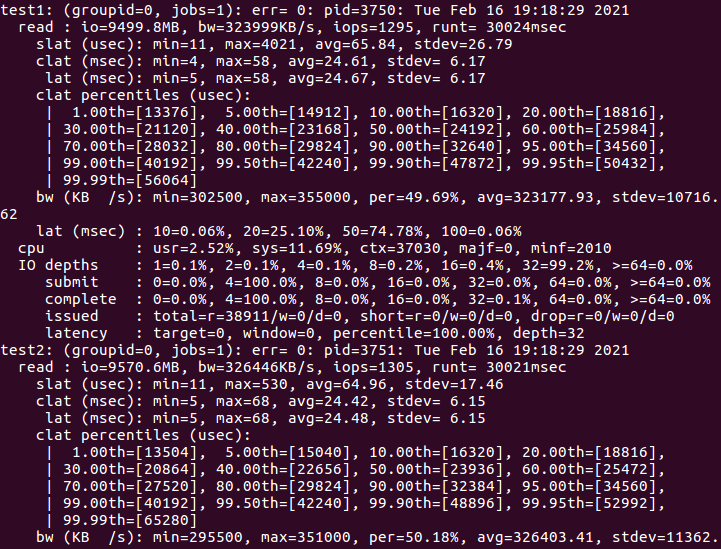 test1: (groupid=0, jobs=1): err= 0: pid=3750: Tue Feb 16 19:18:29 2021
  read : io=9499.8MB, bw=323999KB/s, iops=1295, runt= 30024msec
    slat (usec): min=11, max=4021, avg=65.84, stdev=26.79
    clat (msec): min=4, max=58, avg=24.61, stdev= 6.17
     lat (msec): min=5, max=58, avg=24.67, stdev= 6.17
    clat percentiles (usec):
     |  1.00th=[13376],  5.00th=[14912], 10.00th=[16320], 20.00th=[18816],
     | 30.00th=[21120], 40.00th=[23168], 50.00th=[24192], 60.00th=[25984],
     | 70.00th=[28032], 80.00th=[29824], 90.00th=[32640], 95.00th=[34560],
     | 99.00th=[40192], 99.50th=[42240], 99.90th=[47872], 99.95th=[50432],
     | 99.99th=[56064]
    bw (KB  /s): min=302500, max=355000, per=49.69%, avg=323177.93, stdev=10716.
62
    lat (msec) : 10=0.06%, 20=25.10%, 50=74.78%, 100=0.06%
  cpu          : usr=2.52%, sys=11.69%, ctx=37030, majf=0, minf=2010
  IO depths    : 1=0.1%, 2=0.1%, 4=0.1%, 8=0.2%, 16=0.4%, 32=99.2%, >=64=0.0%
     submit    : 0=0.0%, 4=100.0%, 8=0.0%, 16=0.0%, 32=0.0%, 64=0.0%, >=64=0.0%
     complete  : 0=0.0%, 4=100.0%, 8=0.0%, 16=0.0%, 32=0.1%, 64=0.0%, >=64=0.0%
     issued    : total=r=38911/w=0/d=0, short=r=0/w=0/d=0, drop=r=0/w=0/d=0
     latency   : target=0, window=0, percentile=100.00%, depth=32
test2: (groupid=0, jobs=1): err= 0: pid=3751: Tue Feb 16 19:18:29 2021
  read : io=9570.6MB, bw=326446KB/s, iops=1305, runt= 30021msec
    slat (usec): min=11, max=530, avg=64.96, stdev=17.46
    clat (msec): min=5, max=68, avg=24.42, stdev= 6.15
     lat (msec): min=5, max=68, avg=24.48, stdev= 6.15
    clat percentiles (usec):
     |  1.00th=[13504],  5.00th=[15040], 10.00th=[16320], 20.00th=[18816],
     | 30.00th=[20864], 40.00th=[22656], 50.00th=[23936], 60.00th=[25472],
     | 70.00th=[27520], 80.00th=[29824], 90.00th=[32384], 95.00th=[34560],
     | 99.00th=[40192], 99.50th=[42240], 99.90th=[48896], 99.95th=[52992],
     | 99.99th=[65280]
    bw (KB  /s): min=295500, max=351000, per=50.18%, avg=326403.41, stdev=11362.